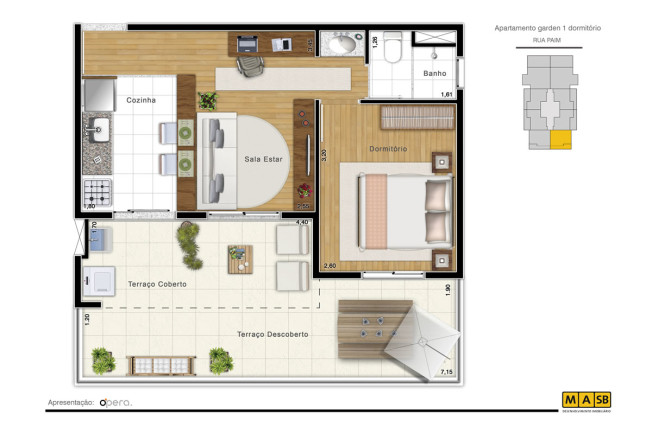 Apartamento garden 1 dormitório
RUA PAIM
1,26
Banho
1,61
Cozinha
Sala Estar
Dormitório
3,20
1,80
2,60
4,40
1,70
Terraço Coberto
1.90
1.20
Terraço Descoberto
7,15
Apresentação: Opera.
MASB
DESENVOLVIMENTO IMOBILIÁRIO